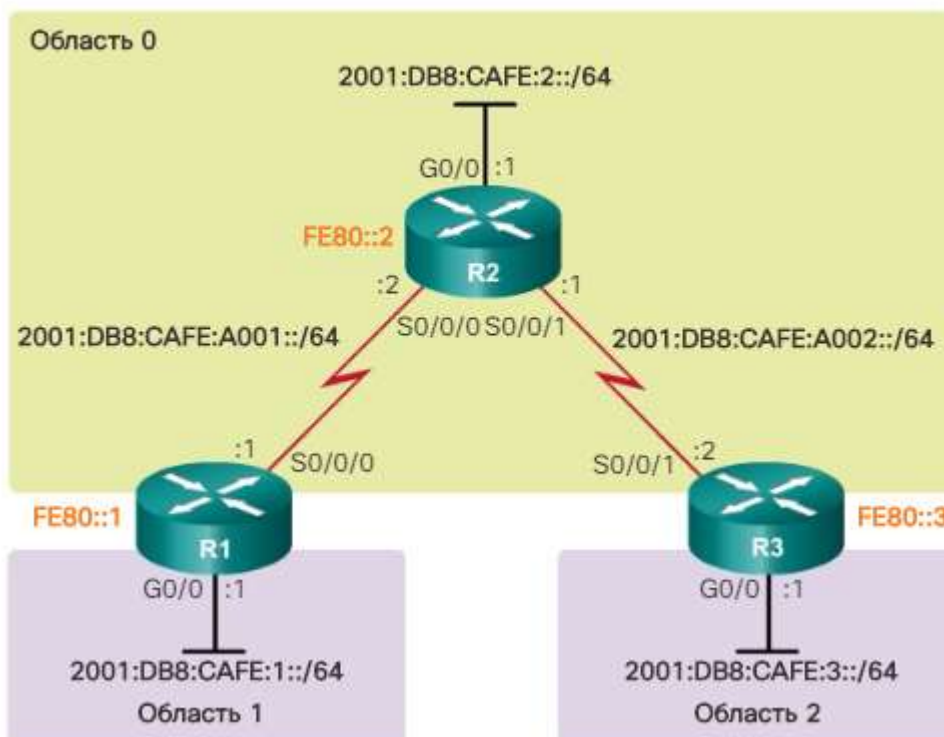 Область 0
2001:DB8:CAFE:2::/64
G0/0 :1
FE80::2
R2
:2 :1
S0/0/0 S0/0/1
2001:DB8:CAFE:A001::/64 2001:DB8:CAFE:A002::/64
:1 S0/0/0
S0/0/1 :2
FE80::1 FE80::3
R1 R3
G0/0 :1 G0/0 :1
2001:DB8:CAFE:1::/64 2001:DB8:CAFE:3::/64
Область 1 Область 2